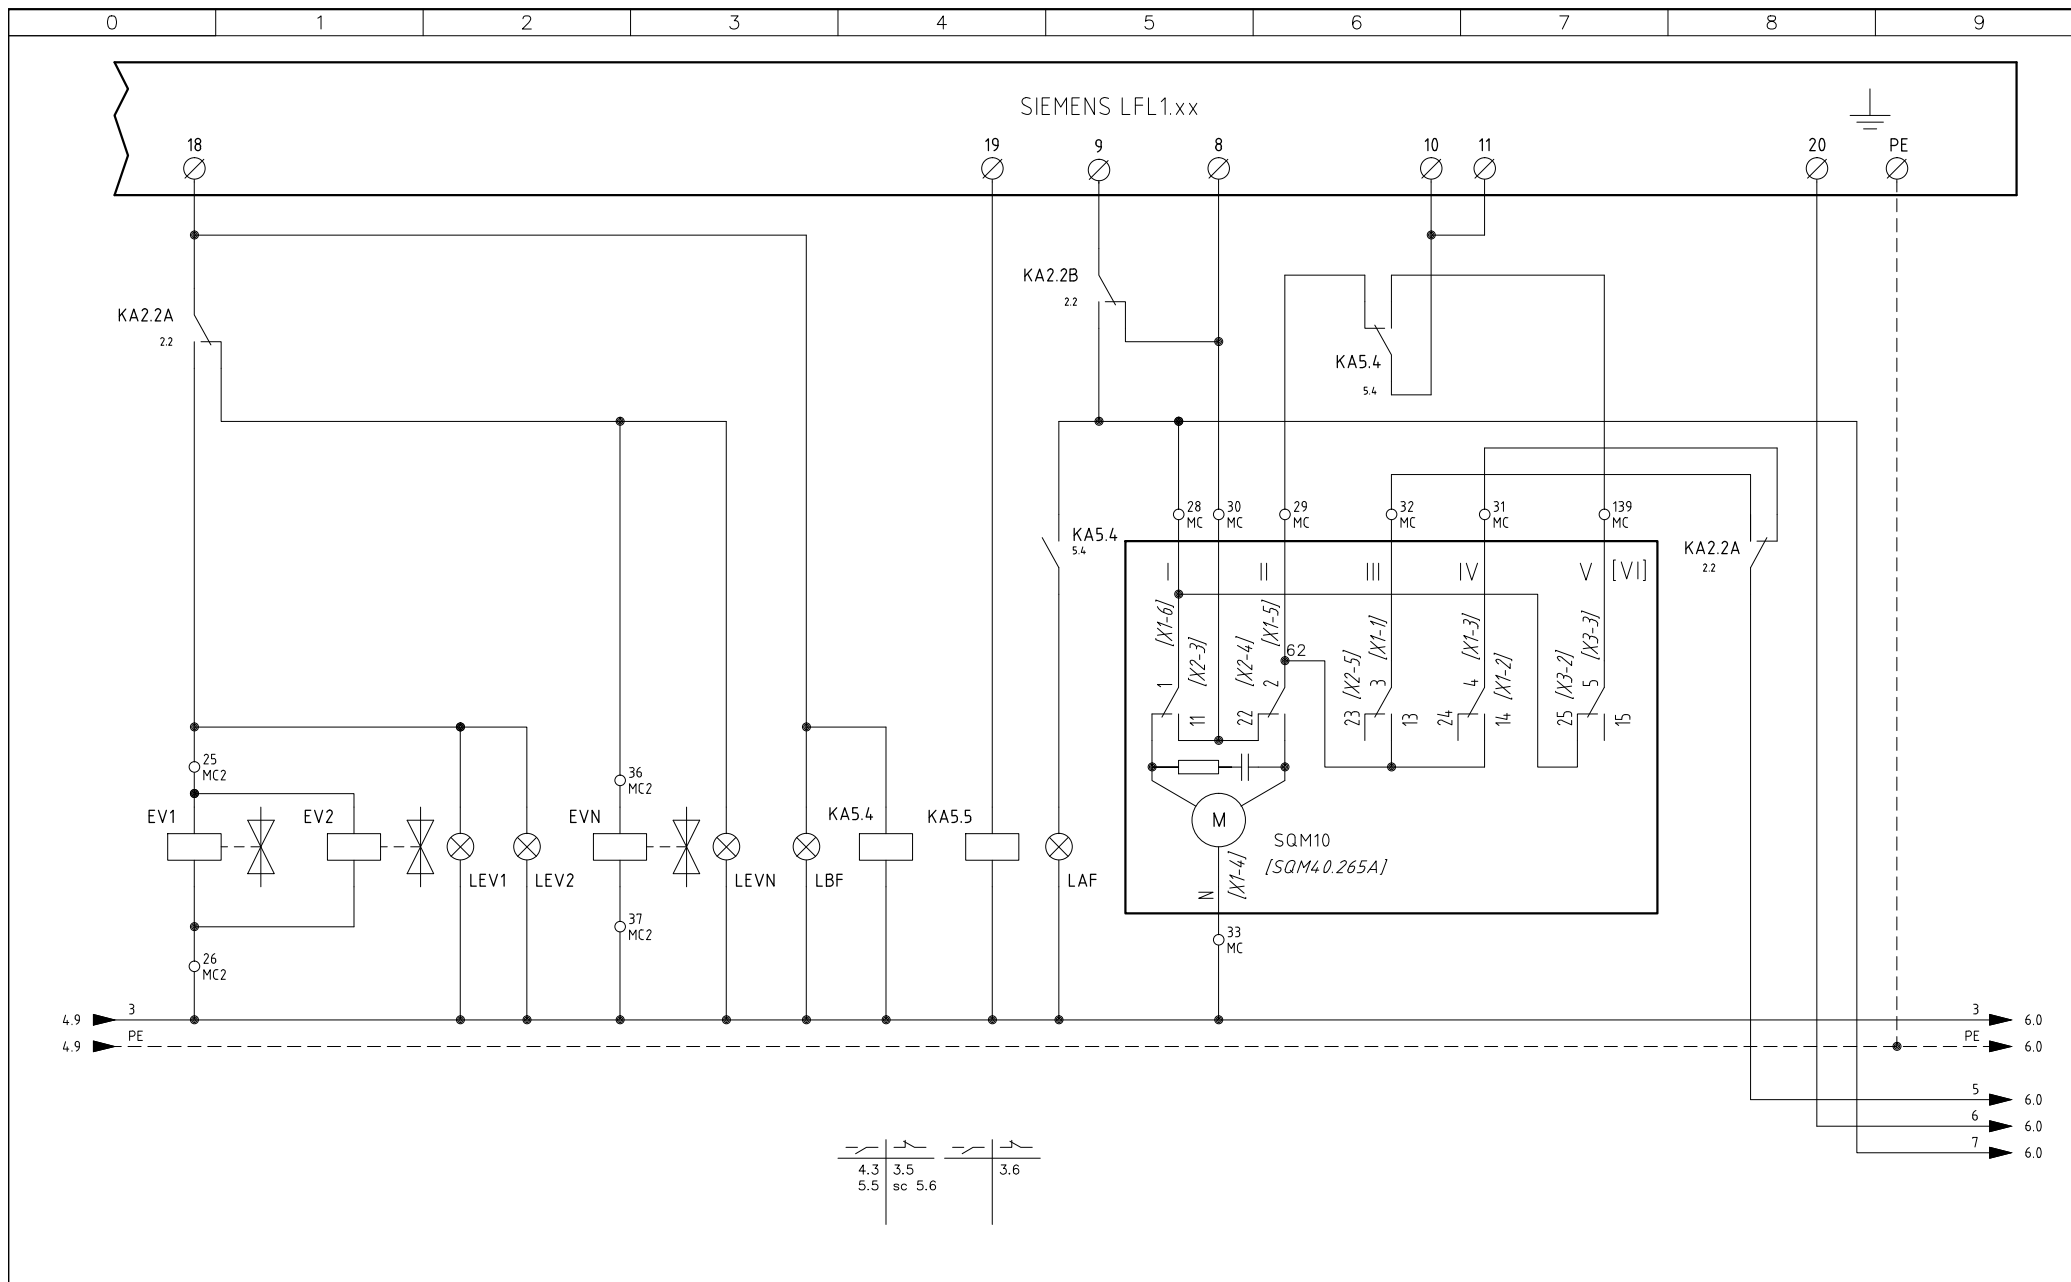 0 1 2 3 4 5 6 7 8 9
SIEMENS LFL1.xx
18 19 9 8 10 11 20 PE
KA2.2B
2.2
KA2.2A
2.2
KA5.4
5.4
28 30 29 32 31 139
MC MC MC MC MC MC
KA5.4
5.4
KA2.2A
2.2
I II III IV V [VI]
[X1-6] [X2-3] [X2-4] [X1-5] [X2-5] [X1-1] [X1-3] [X1-2] [X3-2] [X3-3]
62
1 2 3 4 5
11 22 23 13 24 14 25 15
25
MC2
36
MC2
EV1 EV2 EVN KA5.4 KA5.5
M
SQM10
[SQM40.265A]
LEV1 LEV2 LEVN LBF LAF
N [X1-4]
37
MC2
33
MC
26
MC2
4.9 3 3 6.0
4.9 PE PE 6.0
5 6.0
6 6.0
7 6.0
4.3 3.5 3.6
5.5 sc 5.6